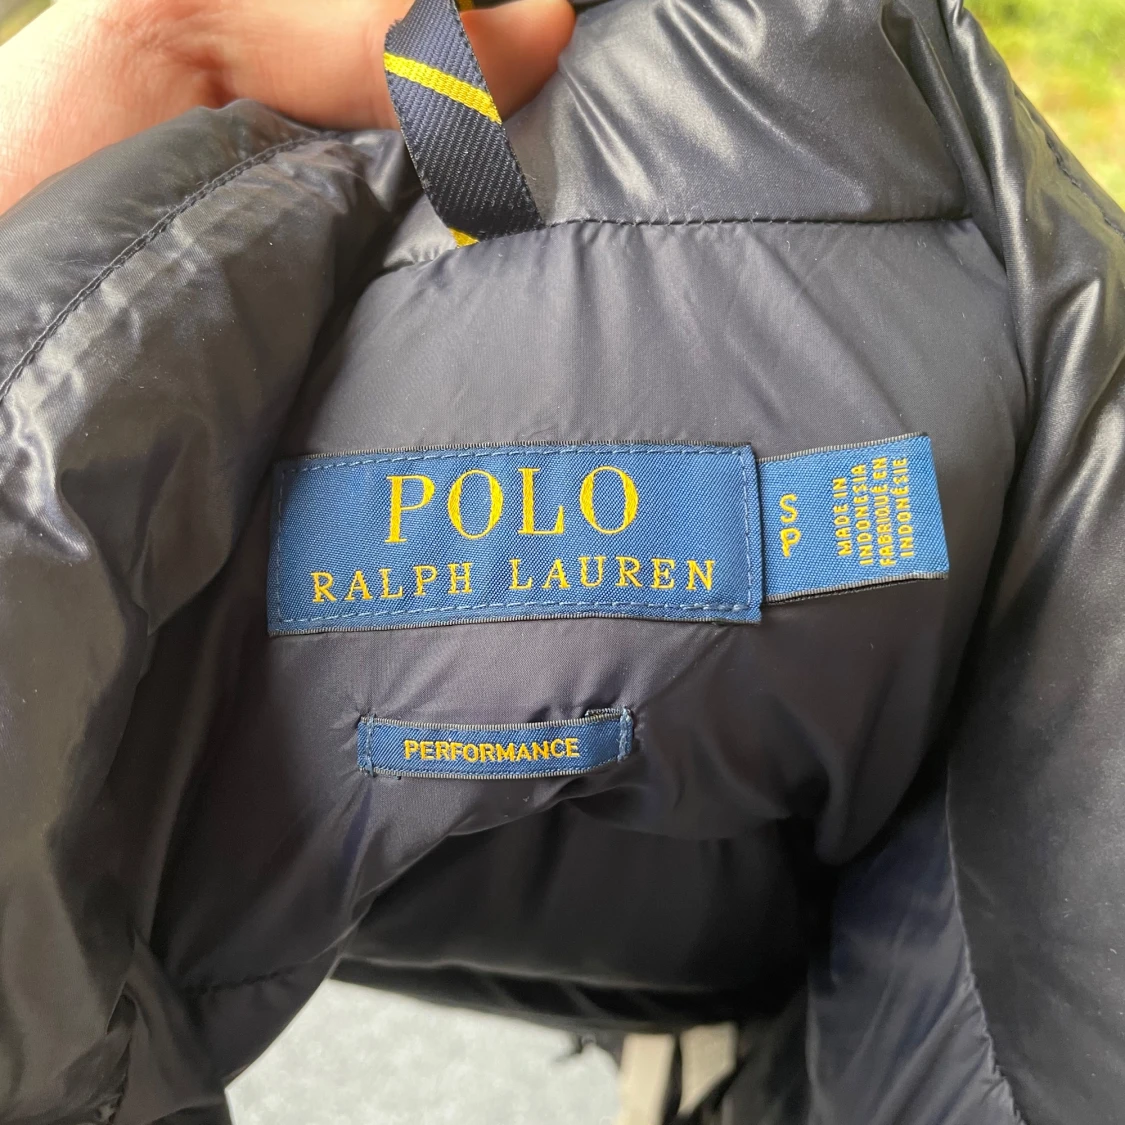 POLO
RALPH LAUREN
S
P
MADE IN
INDONESIA
FABRIQUÉ EN
INDONÉSIE
PERFORMANCE